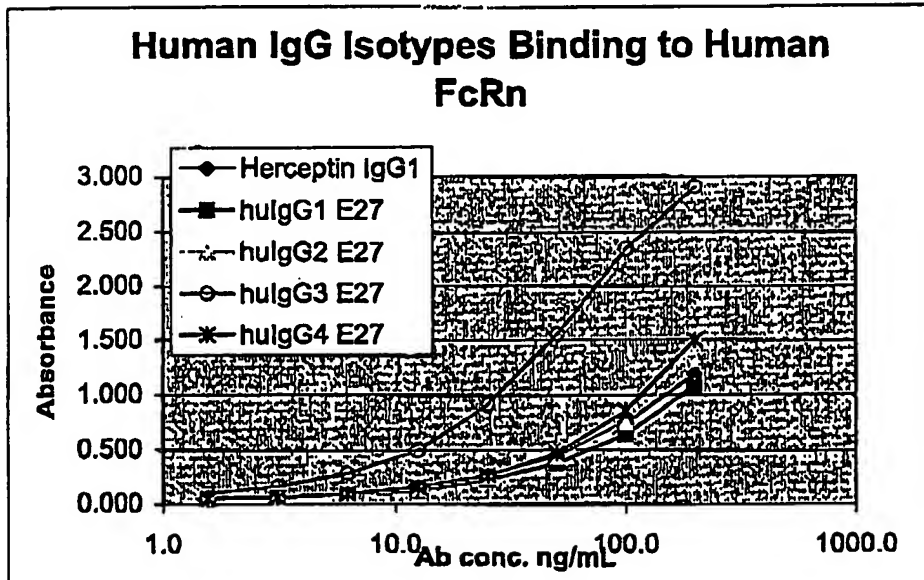 Human IgG Isotypes Binding to Human
FcRn
Herceptin IgG1
huIgG1 E27
huIgG2 E27
huIgG3 E27
huIgG4 E27
Absorbance
3.000
2.500
2.000
1.500
1.000
0.500
0.000
1.0
10.0
100.0
1000.0
Ab conc. ng/mL